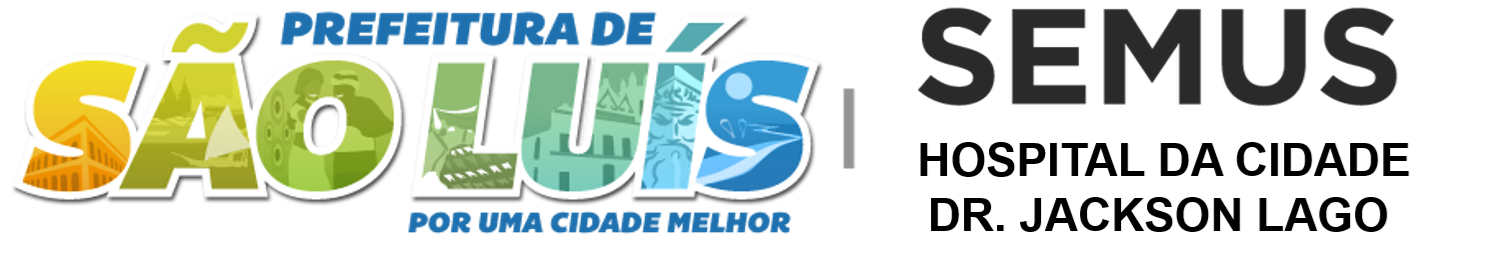 PREFEITURA DE
SÃO LUÍS
POR UMA CIDADE MELHOR
SEMUS
HOSPITAL DA CIDADE
DR. JACKSON LAGO